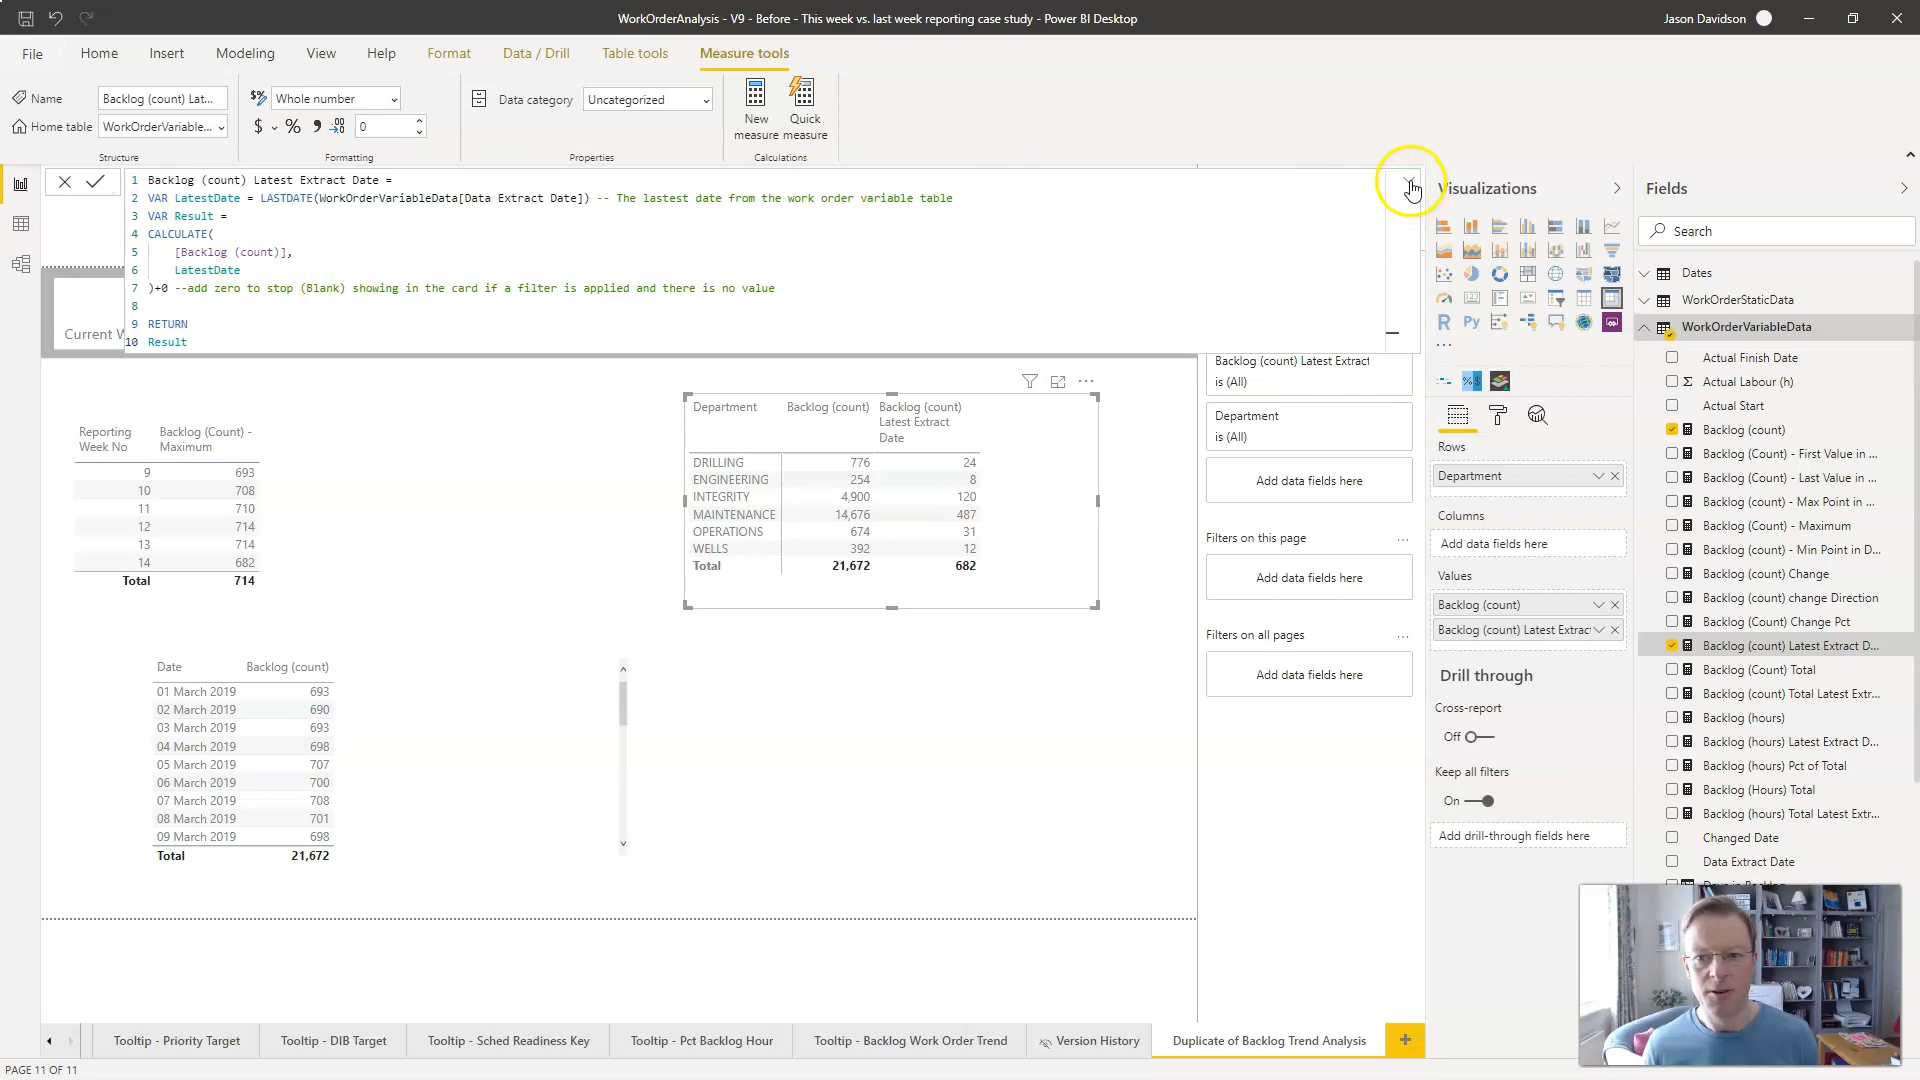 WorkOrderAnalysis - V9 - Before - This week vs. last week reporting case study - Power BI Desktop
Jason Davidson
File
Home
Insert
Modeling
View
Help
Format
Data / Drill
Table tools
Measure tools
Name
Backlog (count) Lat...
Home table
WorkOrderVariable...
Structure
Whole number
$
%
0
Formatting
Data category
Uncategorized
Properties
New measure
Quick measure
Calculations
1 Backlog (count) Latest Extract Date =
2 VAR LatestDate = LASTDATE(WorkOrderVariableData[Data Extract Date]) -- The lastest date from the work order variable table
3 VAR Result =
4 CALCULATE(
5 [Backlog (count)],
6 LatestDate
7 )+0 --add zero to stop (Blank) showing in the card if a filter is applied and there is no value
8
9 RETURN
10 Result
Current W
Reporting Week No Backlog (Count) - Maximum
9 693
10 708
11 710
12 714
13 714
14 682
Total 714
Department Backlog (count) Backlog (count) Latest Extract Date
DRILLING 776 24
ENGINEERING 254 8
INTEGRITY 4,900 120
MAINTENANCE 14,676 487
OPERATIONS 674 31
WELLS 392 12
Total 21,672 682
Date Backlog (count)
01 March 2019 693
02 March 2019 690
03 March 2019 693
04 March 2019 698
05 March 2019 707
06 March 2019 700
07 March 2019 708
08 March 2019 701
09 March 2019 698
Total 21,672
Backlog (count) Latest Extract
is (All)
Department
is (All)
Add data fields here
Filters on this page
Add data fields here
Filters on all pages
Add data fields here
Visualizations
R Py
Rows
Department
Columns
Add data fields here
Values
Backlog (count)
Backlog (count) Latest Extrac
Drill through
Cross-report
Off
Keep all filters
On
Add drill-through fields here
Fields
Search
Dates
WorkOrderStaticData
WorkOrderVariableData
Actual Finish Date
Actual Labour (h)
Actual Start
Backlog (count)
Backlog (Count) - First Value in ...
Backlog (Count) - Last Value in ...
Backlog (count) - Max Point in ...
Backlog (Count) - Maximum
Backlog (count) - Min Point in D...
Backlog (count) Change
Backlog (count) change Direction
Backlog (Count) Change Pct
Backlog (count) Latest Extract D...
Backlog (Count) Total
Backlog (count) Total Latest Extr...
Backlog (hours)
Backlog (hours) Latest Extract D...
Backlog (hours) Pct of Total
Backlog (Hours) Total
Backlog (hours) Total Latest Extr...
Changed Date
Data Extract Date
Tooltip - Priority Target
Tooltip - DIB Target
Tooltip - Sched Readiness Key
Tooltip - Pct Backlog Hour
Tooltip - Backlog Work Order Trend
Version History
Duplicate of Backlog Trend Analysis
PAGE 11 OF 11